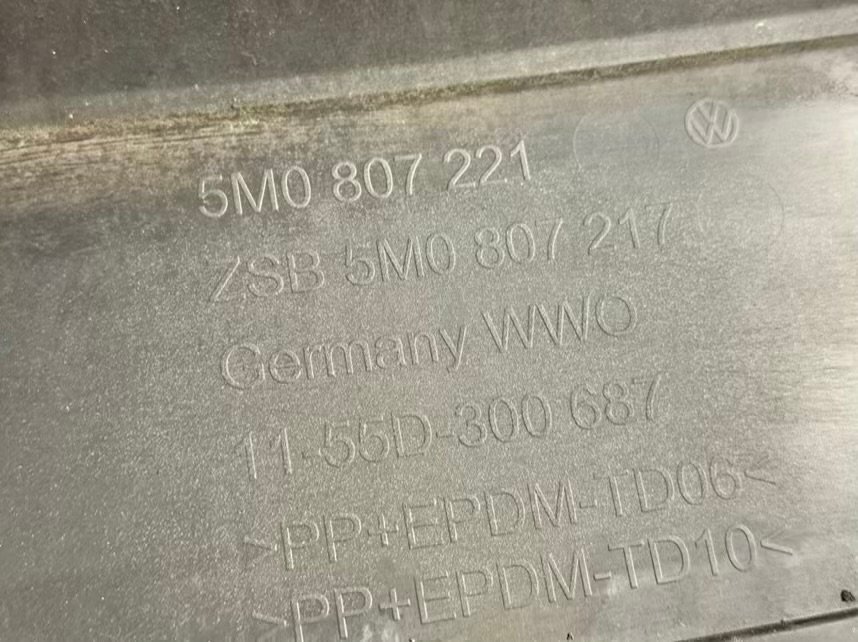 5M0 807 221
ZSB 5M0 807 217
Germany WWO
11-55D-300 687
>PP+EPDM-TD06<
>PP+EPDM-TD10<